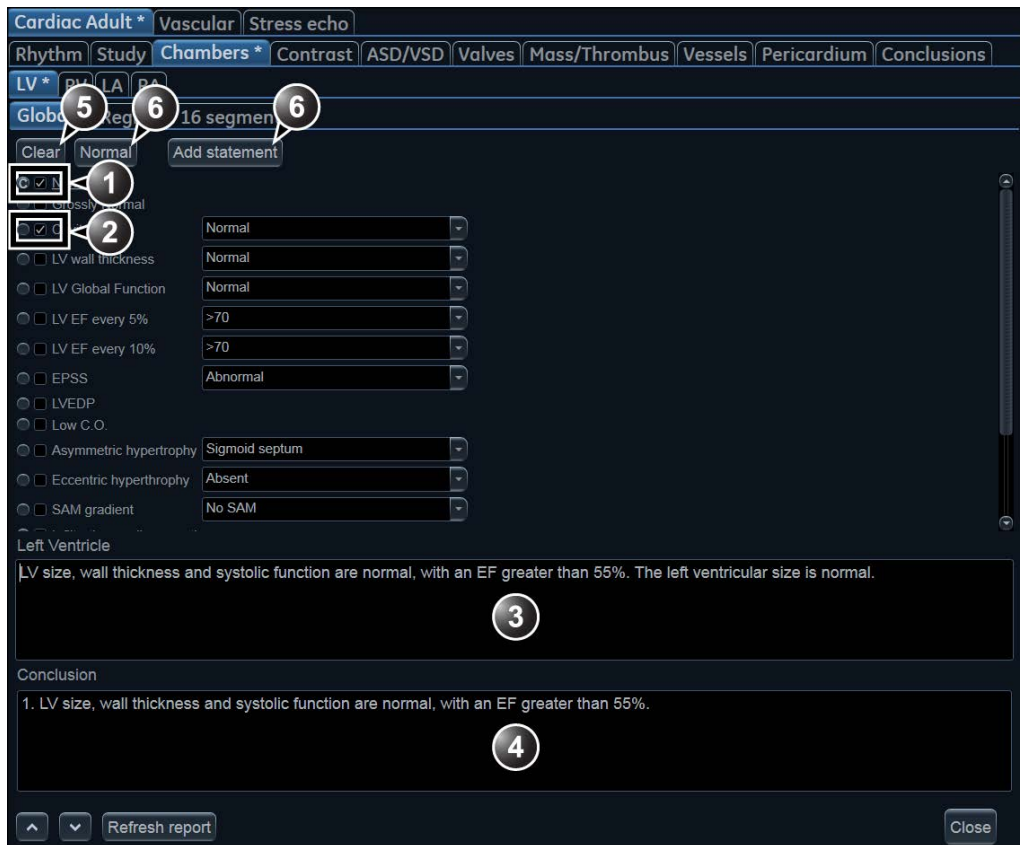 Cardiac Adult * Vascular Stress echo
Rhythm Study Chambers * Contrast ASD/VSD Valves Mass/Thrombus Vessels Pericardium Conclusions
LV * LA
16
5 6 6
Clear Normal Add statement
C
1
2 Normal
LV wall thickness Normal
LV Global Function Normal
LV EF every 5% >70
LV EF every 10% >70
EPSS Abnormal
LVEDP
Low C.O.
Asymmetric hypertrophy Sigmoid septum
Eccentric hyperthrophy Absent
SAM gradient No SAM
Left Ventricle
LV size, wall thickness and systolic function are normal, with an EF greater than 55%. The left ventricular size is normal.
3
Conclusion
1. LV size, wall thickness and systolic function are normal, with an EF greater than 55%.
4
Refresh report Close